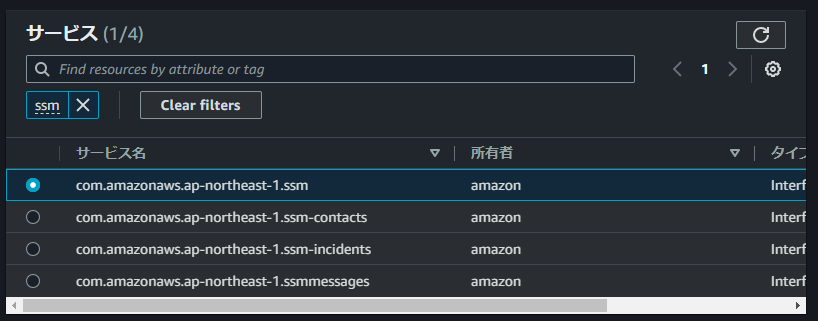 サービス (1/4)
Find resources by attribute or tag
1
ssm
Clear filters
サービス名 所有者 タイプ
com.amazonaws.ap-northeast-1.ssm amazon Interf
com.amazonaws.ap-northeast-1.ssm-contacts amazon Interf
com.amazonaws.ap-northeast-1.ssm-incidents amazon Interf
com.amazonaws.ap-northeast-1.ssmmessages amazon Interf